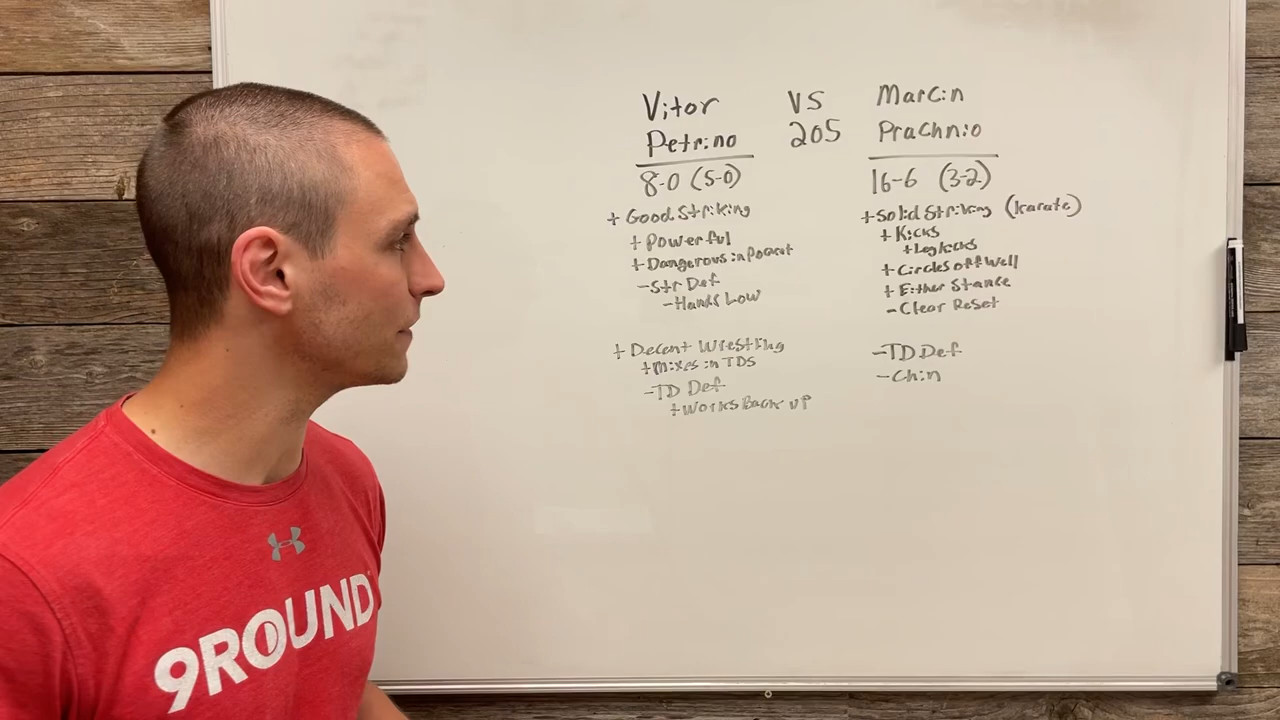 Vitor
Petrino
8-0 (5-0)
+ Good Striking
+ Powerful
+ Dangerous in Pocket
- Str Def
- Hands Low
+ Decent Wrestling
+ Mixes in TDS
- TD Def
+ Works Back up
VS
205
Marcin
Prachnio
16-6 (3-2)
+ Solid Striking (Karate)
+ Kicks
+ Leg kicks
+ Circles off Well
+ Either Stance
- Clear Reset
- TD Def
- Chin
9ROUND